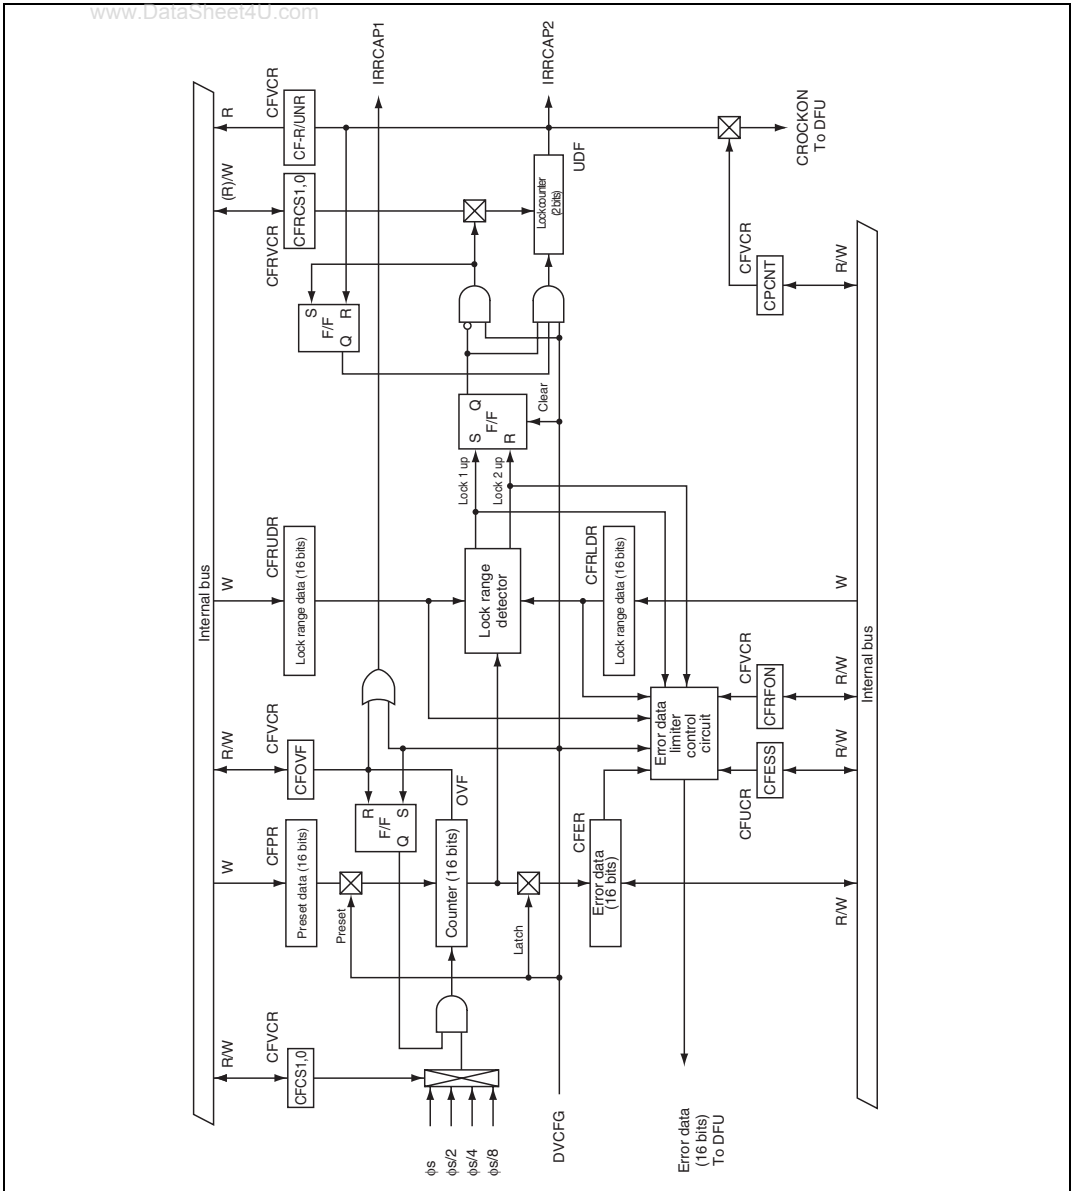 www.DataSheet4U.com
IRRCAP1
IRRCAP2
R
CFVCR
CF-R/UNR
(R)/W
CFRVCR
CFRCS1,0
UDF
Lock counter
(2 bits)
CROCKON
To DFU
CFVCR
CPCNT
R/W
S
R
F/F
Q
Q
S
F/F
R
Clear
Lock 1 up
Lock 2 up
Internal bus
W
CFRUDR
Lock range data (16 bits)
Lock range
detector
CFRLDR
Lock range data (16 bits)
W
R/W
CFVCR
CFOVF
OVF
R
S
F/F
Q
Error data
limiter
control
circuit
CFVCR
CFRFON
R/W
CFUCR
CFESS
R/W
Internal bus
W
CFPR
Preset data (16 bits)
Preset
Counter (16 bits)
Latch
CFER
Error data
(16 bits)
R/W
R/W
CFVCR
CFCS1,0
ϕs
ϕs/2
ϕs/4
ϕs/8
DVCFG
Error data
(16 bits)
To DFU